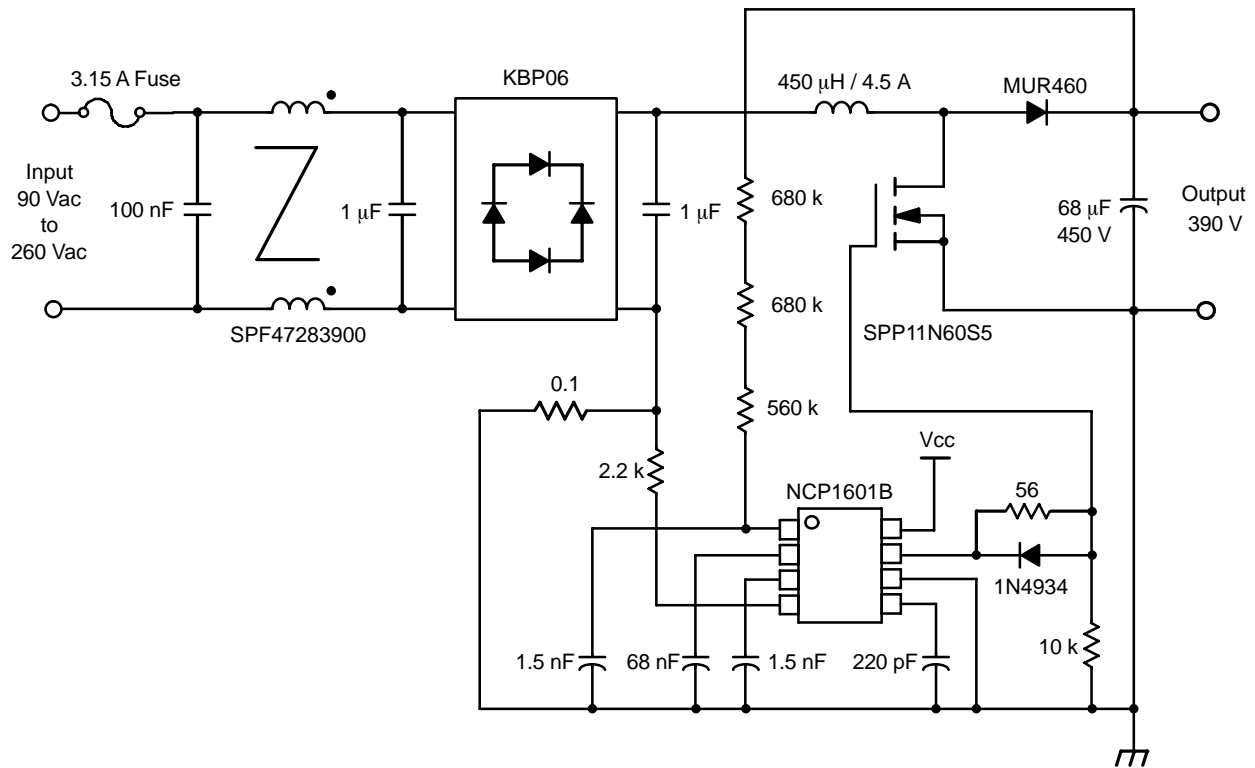 3.15 A Fuse
KBP06
450 μH / 4.5 A
MUR460
Input
90 Vac
to
260 Vac
100 nF
1 μF
1 μF
680 k
68 μF
450 V
Output
390 V
SPF47283900
680 k
SPP11N60S5
0.1
560 k
2.2 k
Vcc
NCP1601B
56
1N4934
1.5 nF
68 nF
1.5 nF
220 pF
10 k